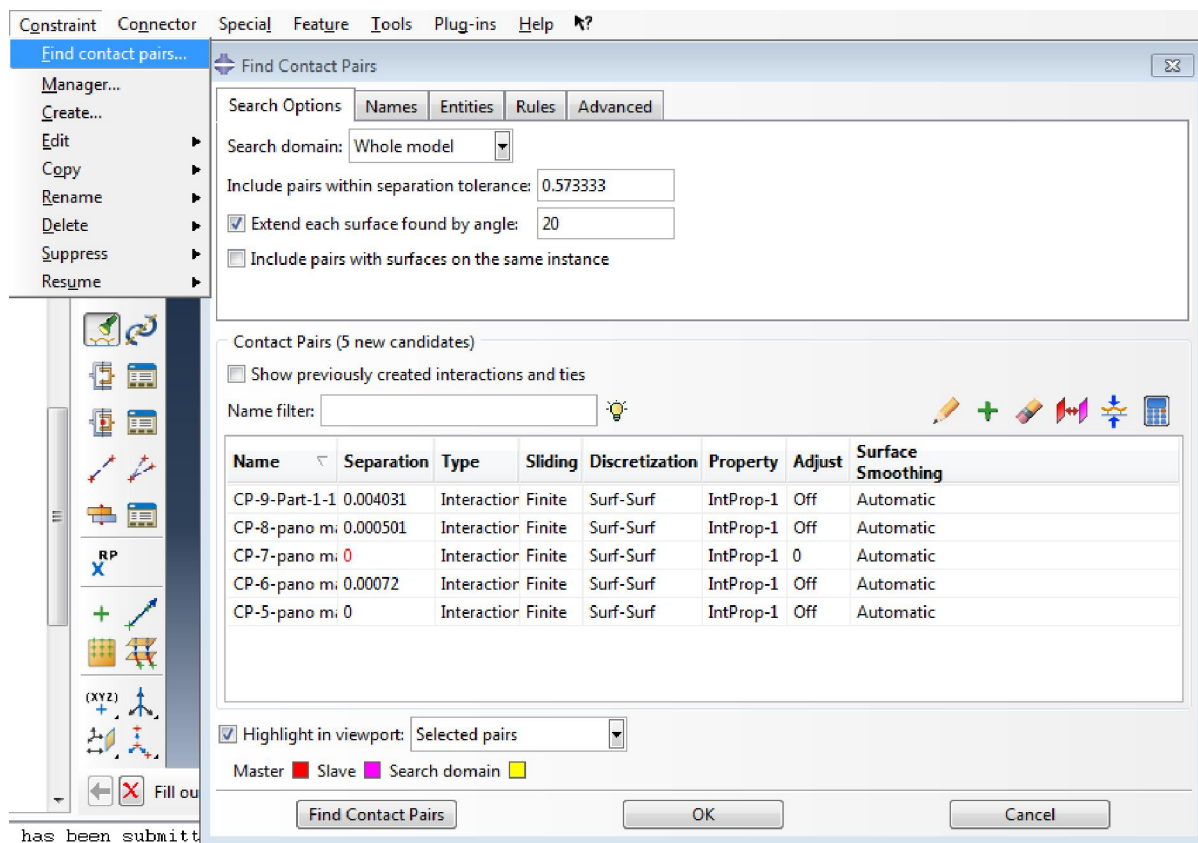 Constraint Connector Special Feature Tools Plug-ins Help
Find contact pairs...
Manager...
Create...
Edit
Copy
Rename
Delete
Suppress
Resume
Find Contact Pairs
Search Options Names Entities Rules Advanced
Search domain: Whole model
Include pairs within separation tolerance: 0.573333
Extend each surface found by angle: 20
Include pairs with surfaces on the same instance
Contact Pairs (5 new candidates)
Show previously created interactions and ties
Name filter:
Name Separation Type Sliding Discretization Property Adjust Surface Smoothing
CP-9-Part-1-1 0.004031 Interaction Finite Surf-Surf IntProp-1 Off Automatic
CP-8-pano ma 0.000501 Interaction Finite Surf-Surf IntProp-1 Off Automatic
CP-7-pano ma 0 Interaction Finite Surf-Surf IntProp-1 0 Automatic
CP-6-pano ma 0.00072 Interaction Finite Surf-Surf IntProp-1 Off Automatic
CP-5-pano ma 0 Interaction Finite Surf-Surf IntProp-1 Off Automatic
Highlight in viewport: Selected pairs
Master Slave Search domain
Find Contact Pairs OK Cancel
RP
(XYZ)
Fill ou
has been submitt